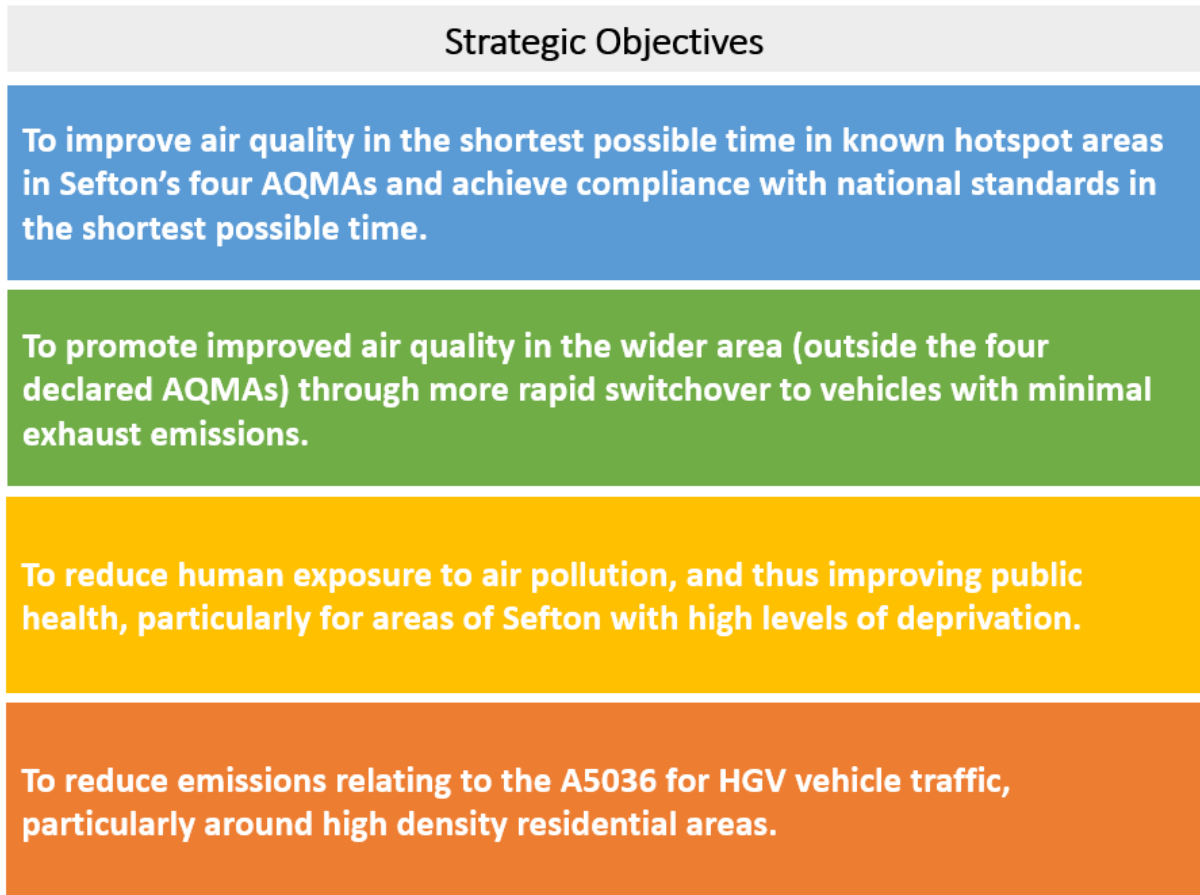 Strategic Objectives
To improve air quality in the shortest possible time in known hotspot areas
in Sefton’s four AQMAs and achieve compliance with national standards in
the shortest possible time.
To promote improved air quality in the wider area (outside the four
declared AQMAs) through more rapid switchover to vehicles with minimal
exhaust emissions.
To reduce human exposure to air pollution, and thus improving public
health, particularly for areas of Sefton with high levels of deprivation.
To reduce emissions relating to the A5036 for HGV vehicle traffic,
particularly around high density residential areas.